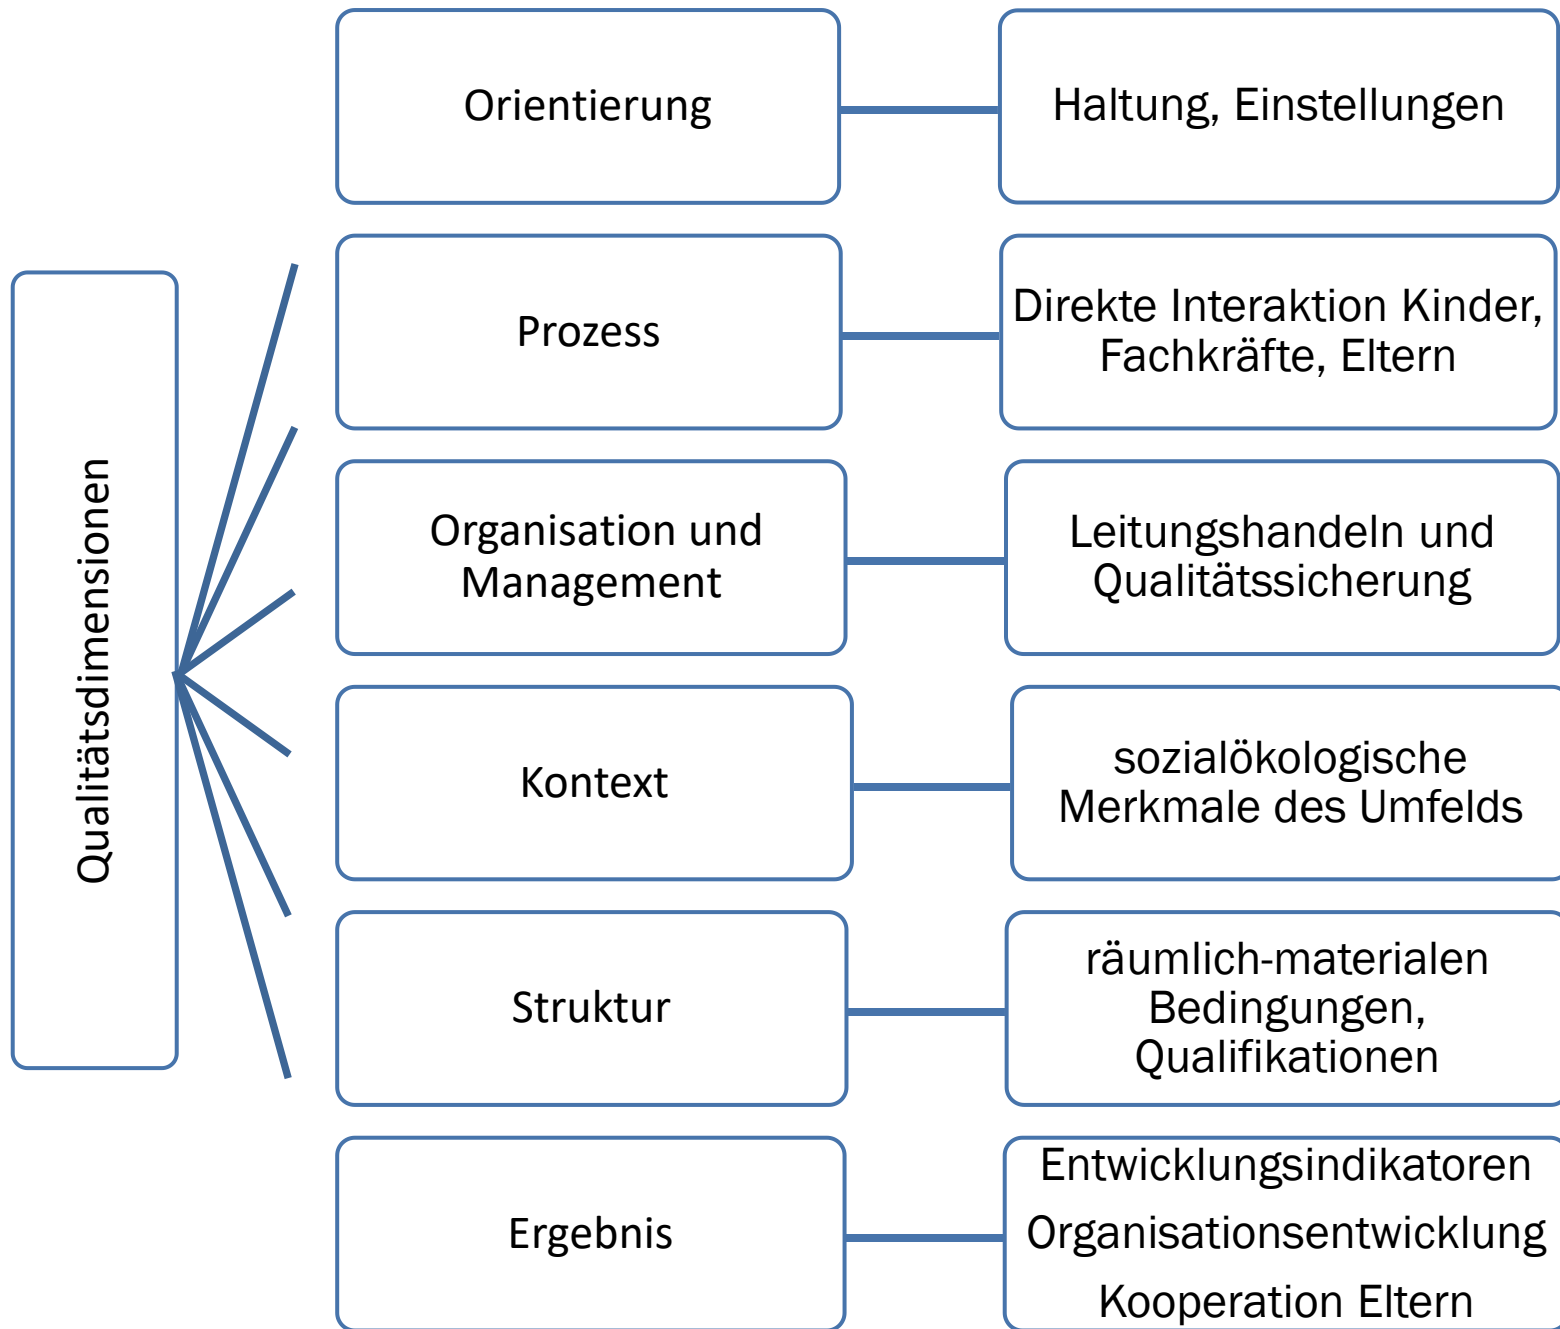 Qualitätsdimensionen
Orientierung
Haltung, Einstellungen
Prozess
Direkte Interaktion Kinder,
Fachkräfte, Eltern
Organisation und
Management
Leitungshandeln und
Qualitätssicherung
Kontext
sozialökologische
Merkmale des Umfelds
Struktur
räumlich-materialen
Bedingungen,
Qualifikationen
Ergebnis
Entwicklungsindikatoren
Organisationsentwicklung
Kooperation Eltern